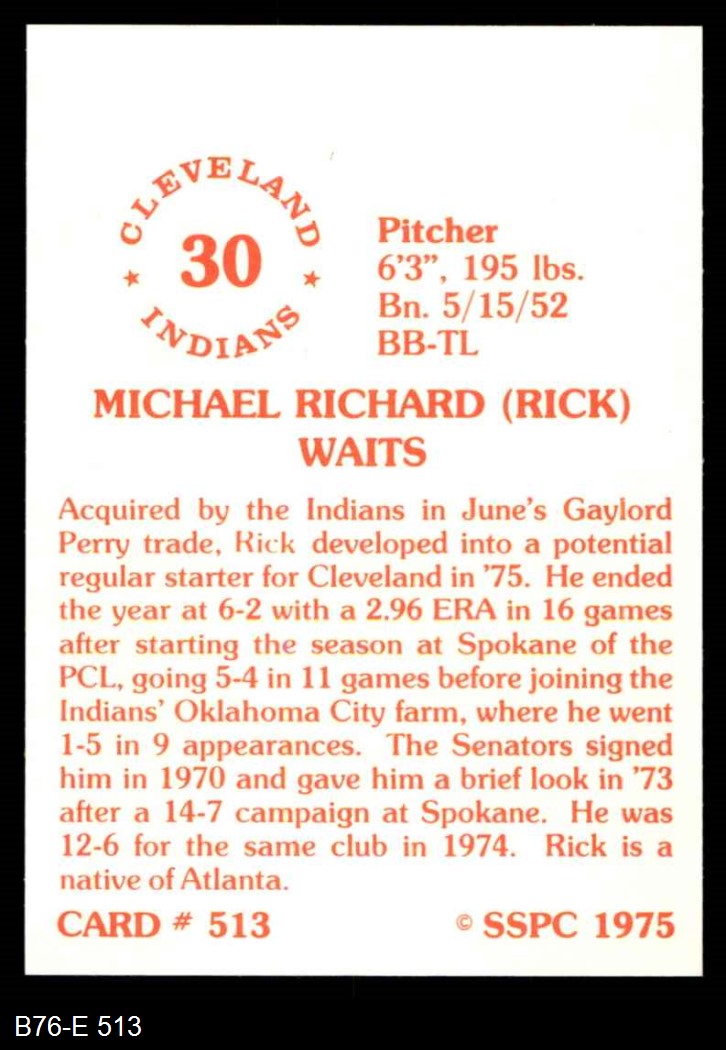 CLEVELAND
30
INDIANS
Pitcher
6'3", 195 lbs.
Bn. 5/15/52
BB-TL
MICHAEL RICHARD (RICK)
WAITS
Acquired by the Indians in June's Gaylord
Perry trade, Rick developed into a potential
regular starter for Cleveland in '75. He ended
the year at 6-2 with a 2.96 ERA in 16 games
after starting the season at Spokane of the
PCL, going 5-4 in 11 games before joining the
Indians' Oklahoma City farm, where he went
1-5 in 9 appearances. The Senators signed
him in 1970 and gave him a brief look in '73
after a 14-7 campaign at Spokane. He was
12-6 for the same club in 1974. Rick is a
native of Atlanta.
CARD # 513 © SSPC 1975
B76-E 513